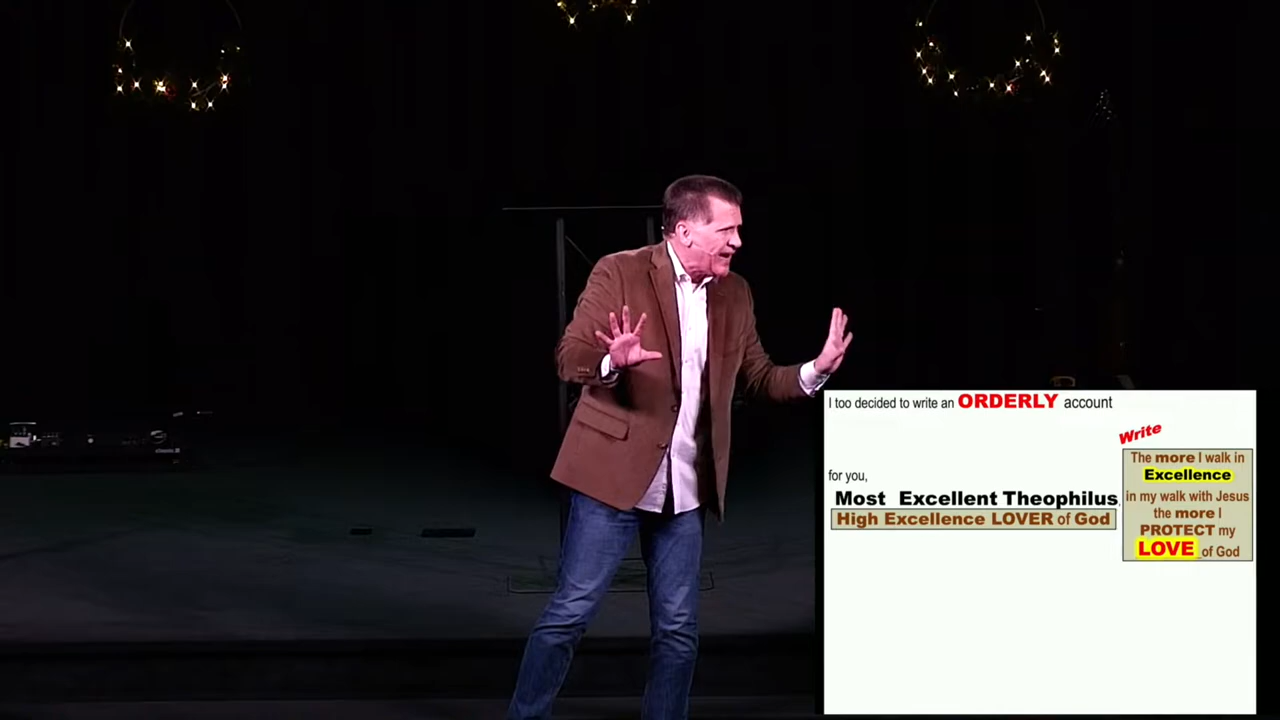 I too decided to write an ORDERLY account
Write
for you,
Most Excellent Theophilus,
High Excellence LOVER of God
The more I walk in
Excellence
in my walk with Jesus
the more I
PROTECT my
LOVE of God